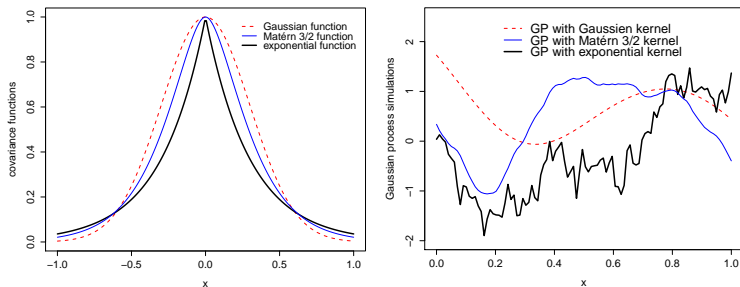 Gaussian function
Matérn 3/2 function
exponential function
covariance functions
0.0
0.2
0.4
0.6
0.8
1.0
−1.0
−0.5
0.0
0.5
1.0
x
GP with Gaussien kernel
GP with Matérn 3/2 kernel
GP with exponential kernel
Gaussian process simulations
−2
−1
0
1
2
0.0
0.2
0.4
0.6
0.8
1.0
x